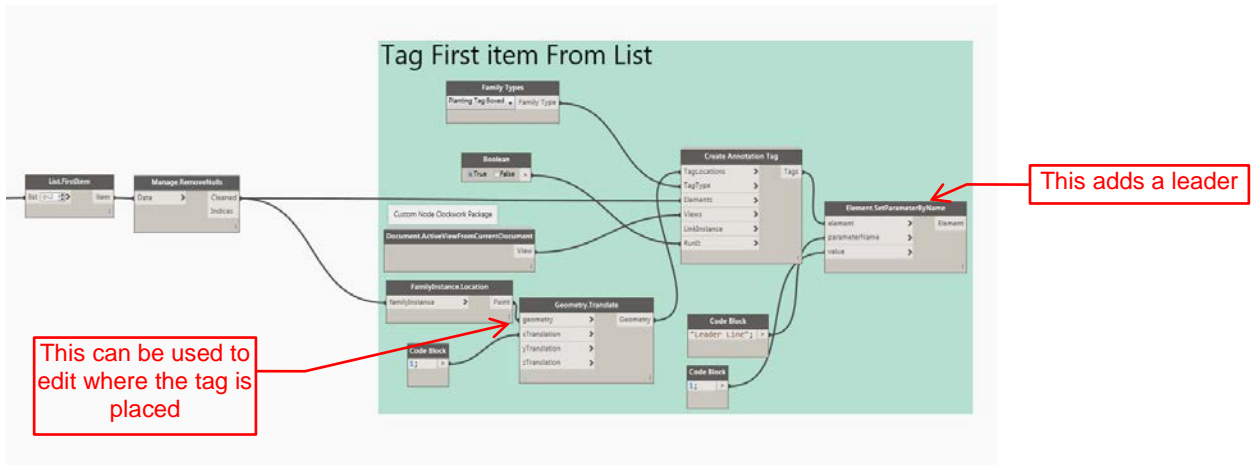 Tag First item From List
Family Types
Planting Tag Boxed
Family Type
Boolean
True False >
List.FirstItem
list
item
Manage.RemoveNulls
Data > Cleaned
Indices
Custom Node Clockwork Package
Document.ActiveViewFromCurrentDocument
View
Create Annotation Tag
TagLocations > Tags
TagType >
Elements >
Views >
LinkInstance >
RunIt >
This adds a leader
Element.SetParameterByName
element > Element
parameterName >
value >
FamilyInstance.Location
familyInstance > Point
Geometry.Translate
geometry > Geometry
xTranslation >
yTranslation >
zTranslation >
Code Block
"Leader Line"; >
Code Block
1; >
Code Block
1; >
This can be used to
edit where the tag is
placed